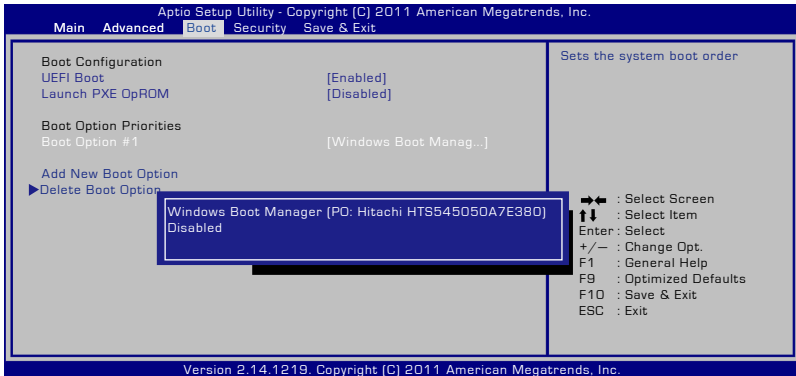 Aptio Setup Utility - Copyright (C) 2011 American Megatrends, Inc.
Main Advanced Boot Security Save & Exit
Boot Configuration
UEFI Boot [Enabled]
Launch PXE OpROM [Disabled]
Boot Option Priorities
Boot Option #1 [Windows Boot Manag...]
Add New Boot Option
Delete Boot Option
Windows Boot Manager (PO: Hitachi HTS545050A7E380)
Disabled
Sets the system boot order
: Select Screen
: Select Item
Enter : Select
+/— : Change Opt.
F1 : General Help
F9 : Optimized Defaults
F10 : Save & Exit
ESC : Exit
Version 2.14.1219. Copyright (C) 2011 American Megatrends, Inc.